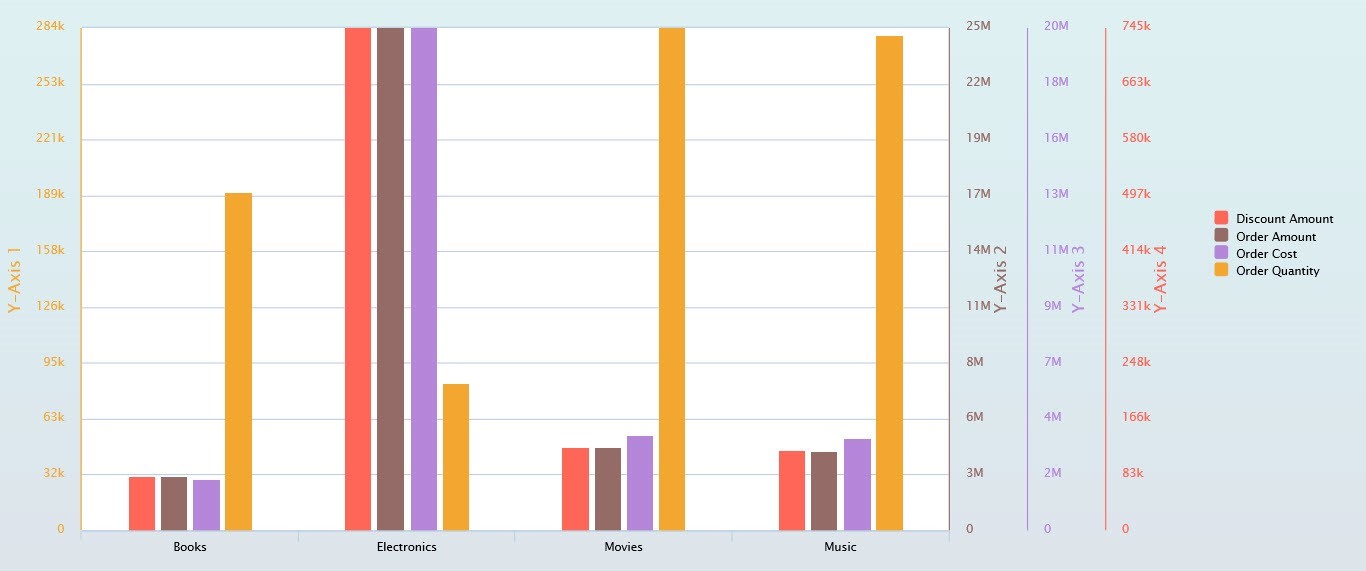 284k
253k
221k
189k
158k
126k
95k
63k
32k
0
Y-Axis 1
Books
Electronics
Movies
Music
25M
22M
19M
17M
14M
11M
8M
6M
3M
0
Y-Axis 2
20M
18M
16M
13M
11M
9M
7M
4M
2M
0
Y-Axis 3
745k
663k
580k
497k
414k
331k
248k
166k
83k
0
Y-Axis 4
Discount Amount
Order Amount
Order Cost
Order Quantity